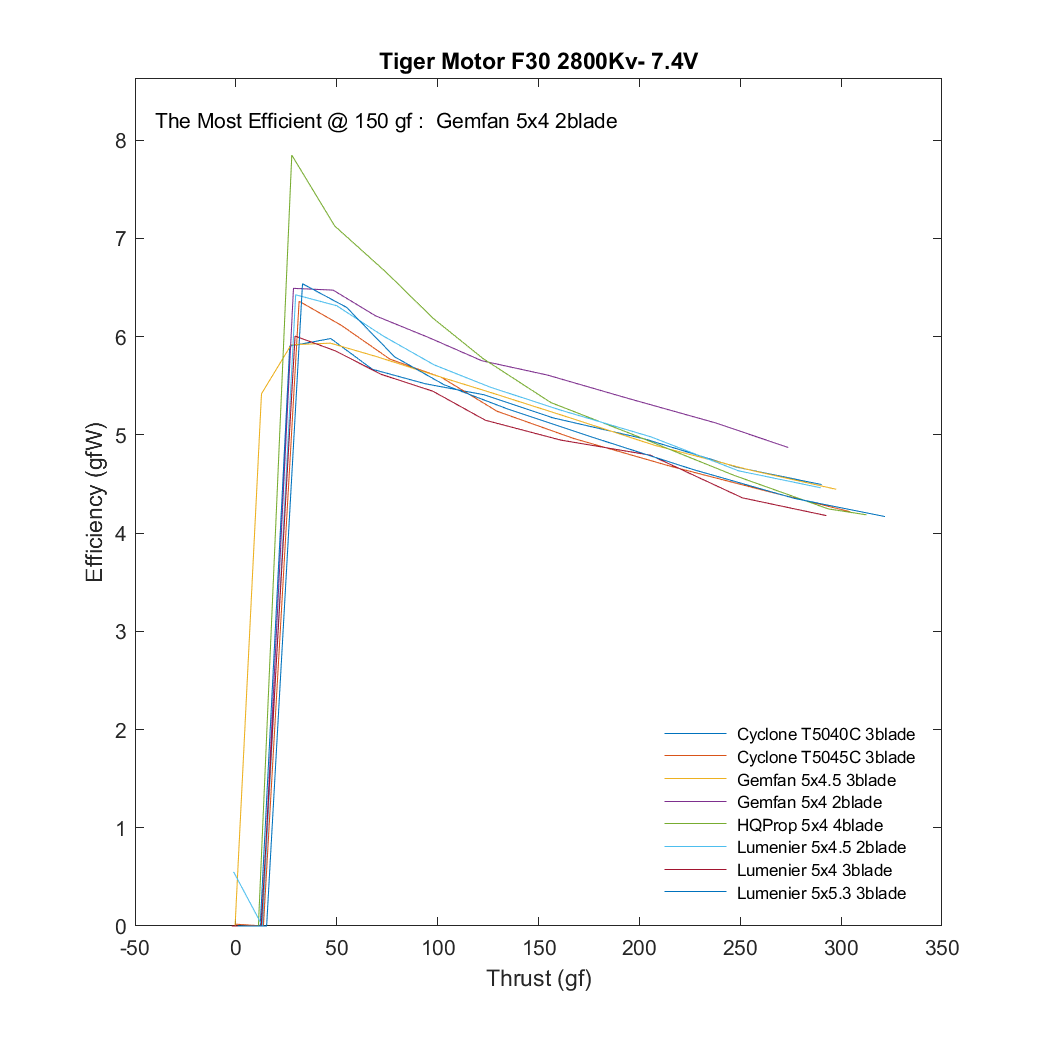 Tiger Motor F30 2800Kv- 7.4V
The Most Efficient @ 150 gf :  Gemfan 5x4 2blade
8
7
6
5
4
3
2
1
0
Efficiency (gfW)
-50
0
50
100
150
200
250
300
350
Thrust (gf)
Cyclone T5040C 3blade
Cyclone T5045C 3blade
Gemfan 5x4.5 3blade
Gemfan 5x4 2blade
HQProp 5x4 4blade
Lumenier 5x4.5 2blade
Lumenier 5x4 3blade
Lumenier 5x5.3 3blade